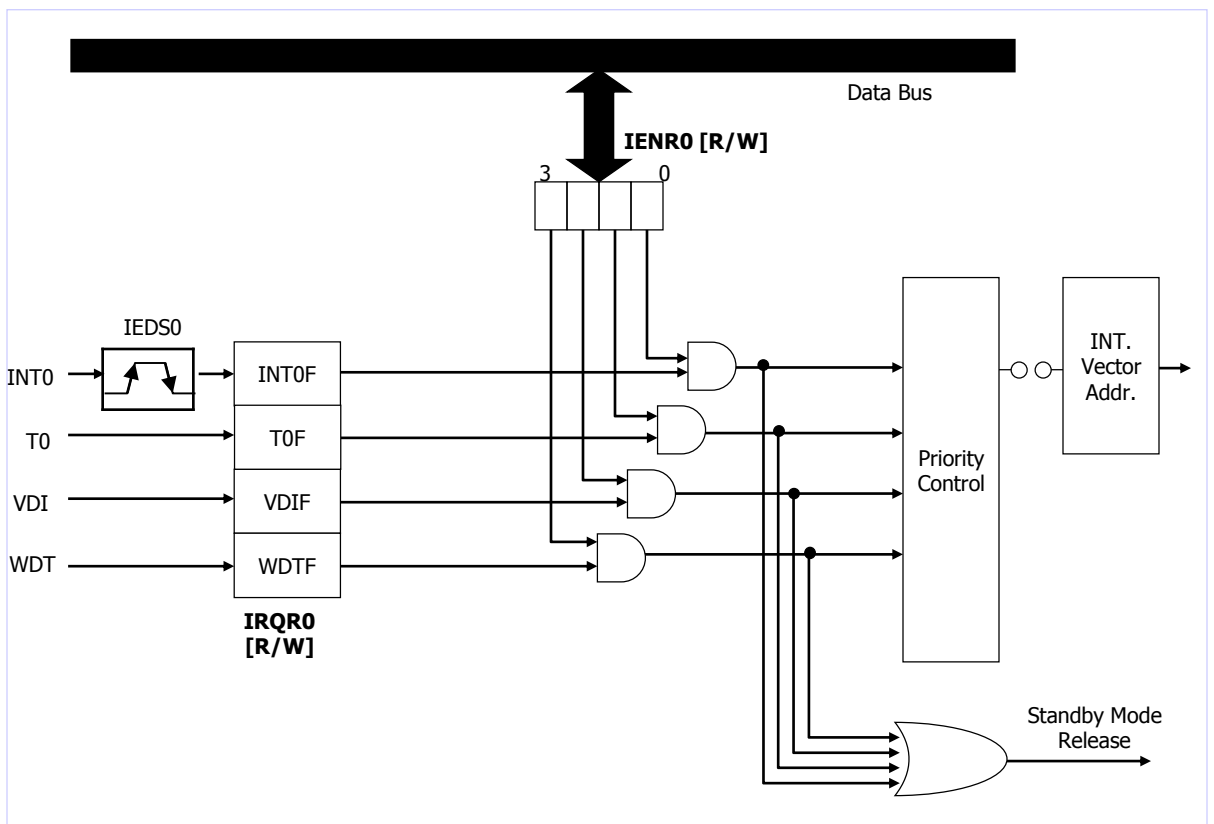 Data Bus
IENR0 [R/W]
3
0
IEDS0
INT0
INT0F
T0
T0F
VDI
VDIF
WDT
WDTF
IRQR0
[R/W]
Priority
Control
INT.
Vector
Addr.
Standby Mode
Release